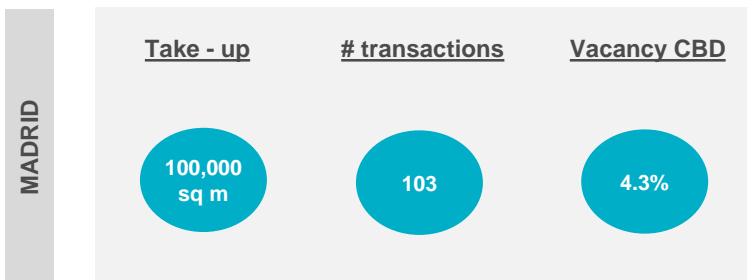 MADRID
Take - up
# transactions
Vacancy CBD
100,000
sq m
103
4.3%